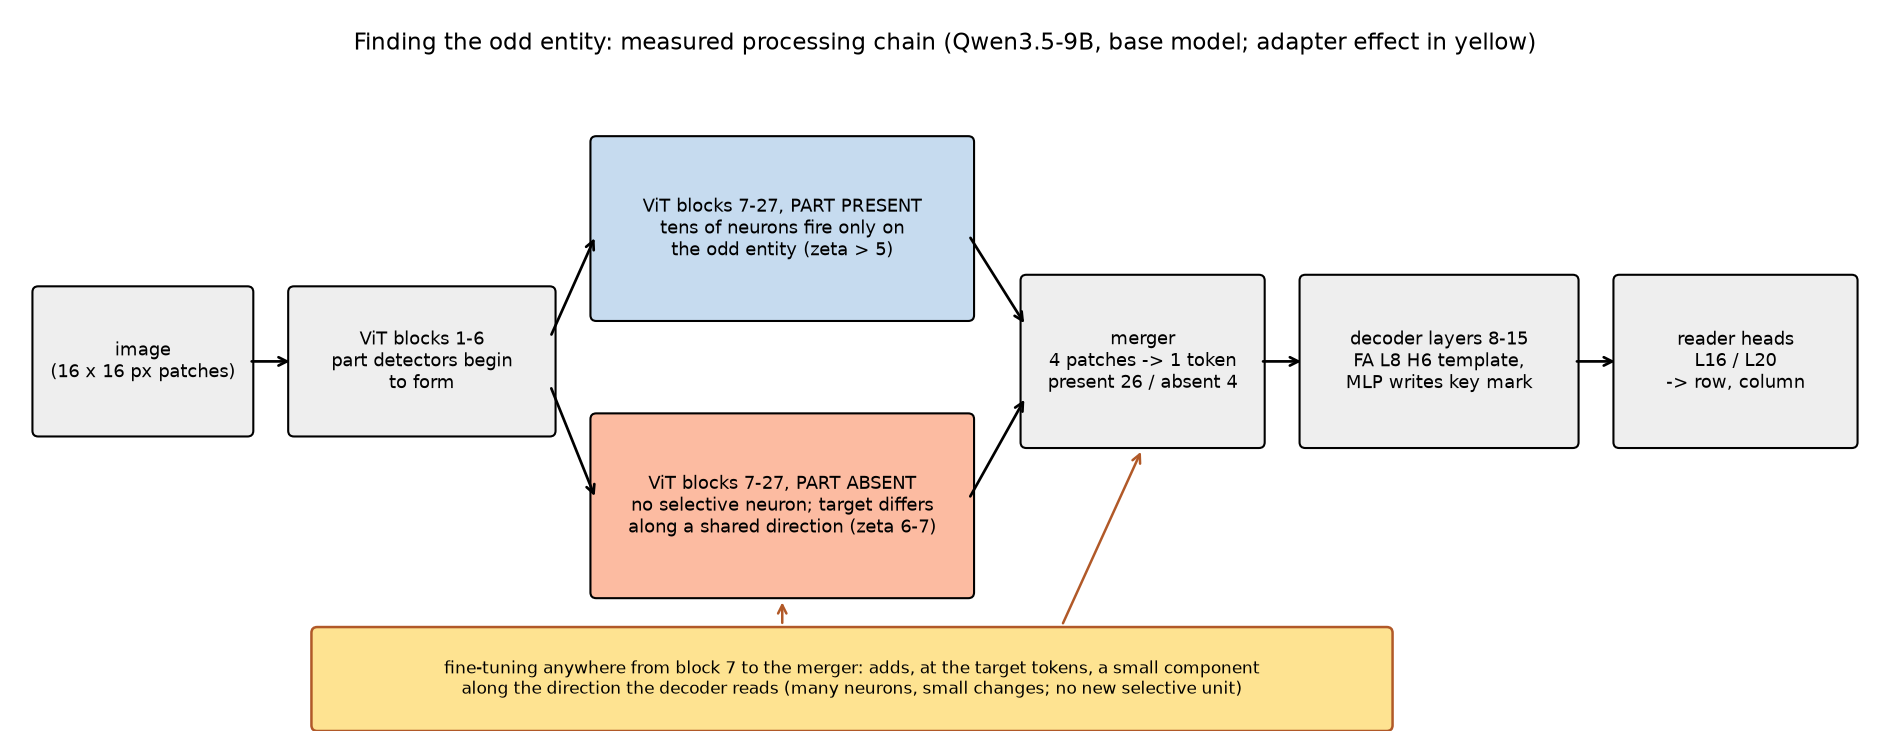 Finding the odd entity: measured processing chain (Qwen3.5-9B, base model; adapter effect in yellow)
image
(16 x 16 px patches)
ViT blocks 1-6
part detectors begin
to form
ViT blocks 7-27, PART PRESENT
tens of neurons fire only on
the odd entity (zeta > 5)
ViT blocks 7-27, PART ABSENT
no selective neuron; target differs
along a shared direction (zeta 6-7)
merger
4 patches -> 1 token
present 26 / absent 4
decoder layers 8-15
FA L8 H6 template,
MLP writes key mark
reader heads
L16 / L20
-> row, column
fine-tuning anywhere from block 7 to the merger: adds, at the target tokens, a small component
along the direction the decoder reads (many neurons, small changes; no new selective unit)